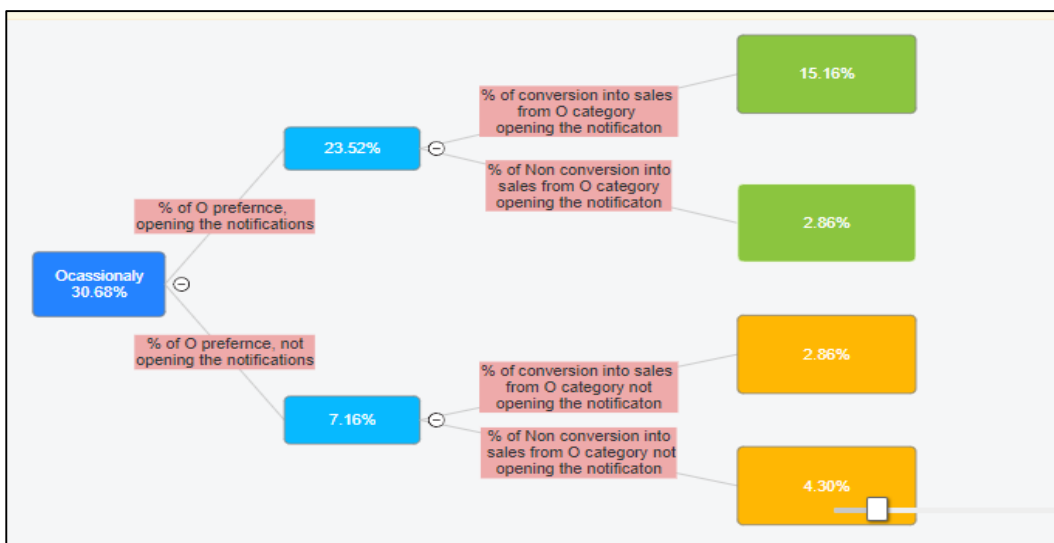 15.16%
% of conversion into sales
from O category
opening the notificaton
23.52%
% of Non conversion into
sales from O category
opening the notificaton
2.86%
% of O prefernce,
opening the notifications
Ocassionaly
30.68%
% of O prefernce, not
opening the notifications
2.86%
% of conversion into sales
from O category not
opening the notificaton
7.16%
% of Non conversion into
sales from O category not
opening the notificaton
4.30%